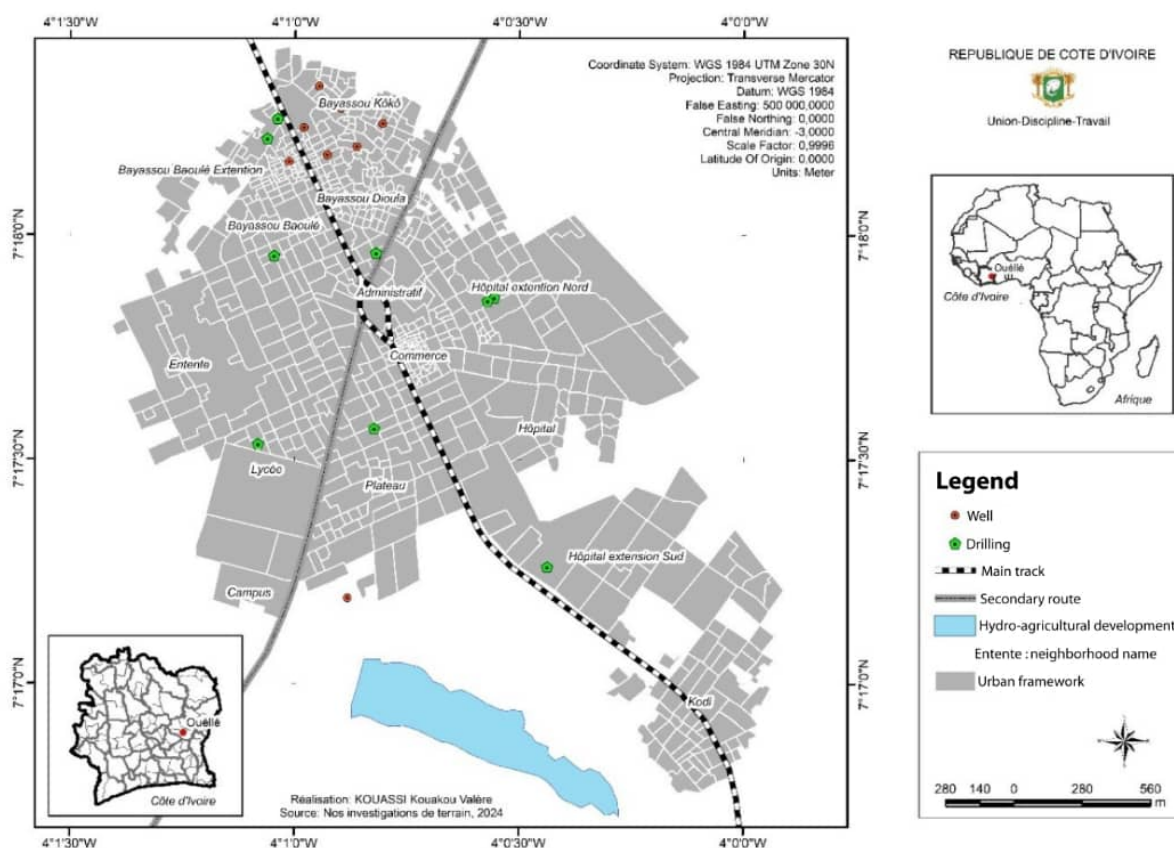 4°1'30"W 4°1'0"W 4°0'30"W 4°0'0"W
Coordinate System: WGS 1984 UTM Zone 30N
Projection: Transverse Mercator
Datum: WGS 1984
False Easting: 500 000,0000
False Northing: 0,0000
Central Meridian: -3,0000
Scale Factor: 0,9996
Latitude Of Origin: 0,0000
Units: Meter
Bayassou Kôkô
Bayassou Baoulé Extention
Bayassou Dioula
Bayassou Baoulé
7°18'0"N 7°18'0"N
Administratif
Hôpital extention Nord
Commerce
Entente
Hôpital
7°17'30"N 7°17'30"N
Lycée
Plateau
Hôpital extension Sud
Campus
7°17'0"N 7°17'0"N
Kodi
Ouéllé
Côte d'Ivoire
Réalisation: KOUASSI Kouakou Valère
Source: Nos investigations de terrain, 2024
4°1'30"W 4°1'0"W 4°0'30"W 4°0'0"W
REPUBLIQUE DE COTE D'IVOIRE
Union-Discipline-Travail
Ouéllé
Côte d'Ivoire
Afrique
Legend
Well
Drilling
Main track
Secondary route
Hydro-agricultural development
Entente : neighborhood name
Urban framework
280 140 0 280 560
m